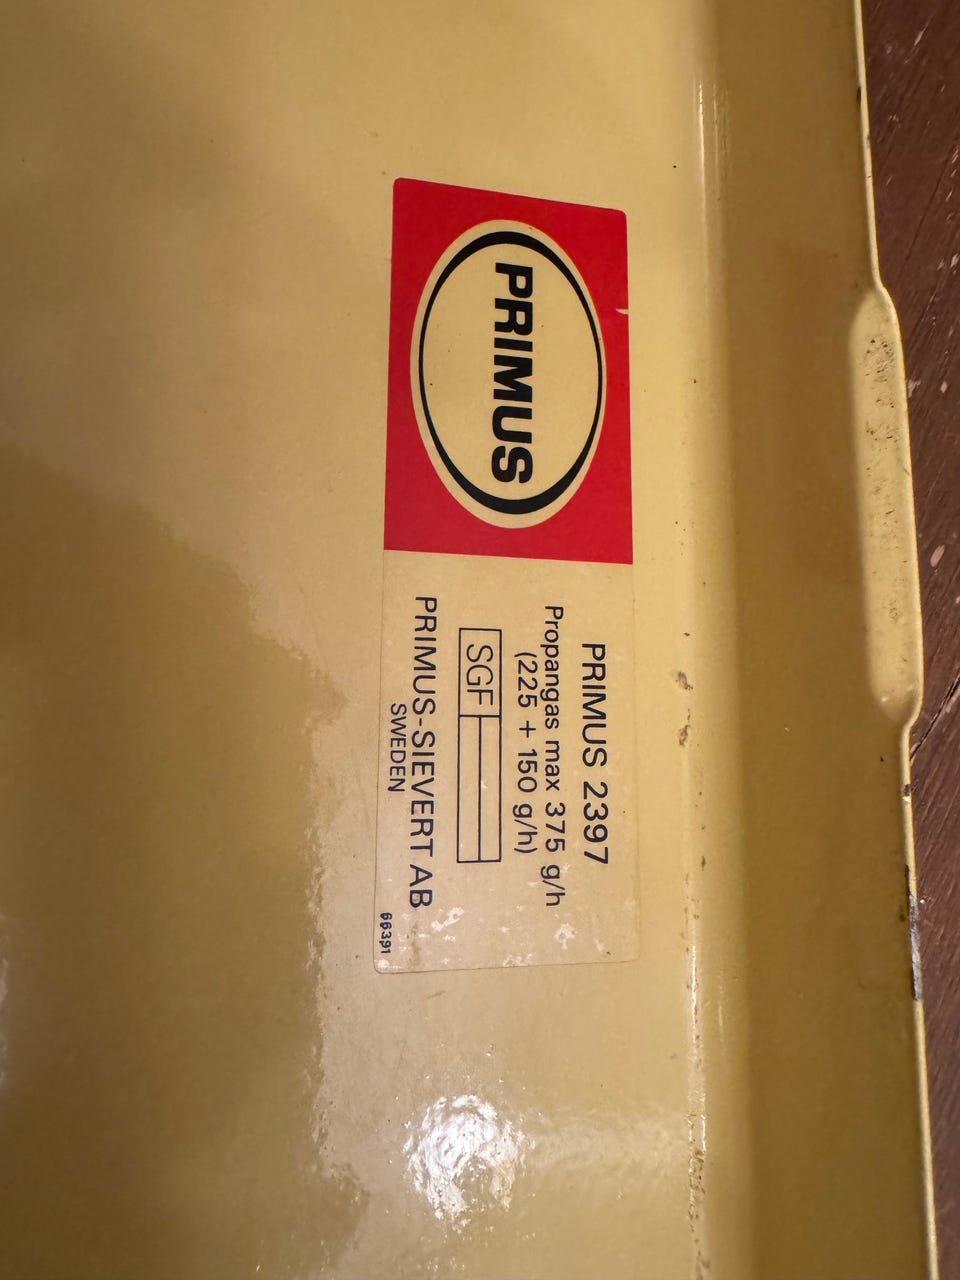 PRIMUS
PRIMUS 2397
Propangas max 375 g/h
(225 + 150 g/h)
SGF
PRIMUS-SIEVERT AB
SWEDEN
66391